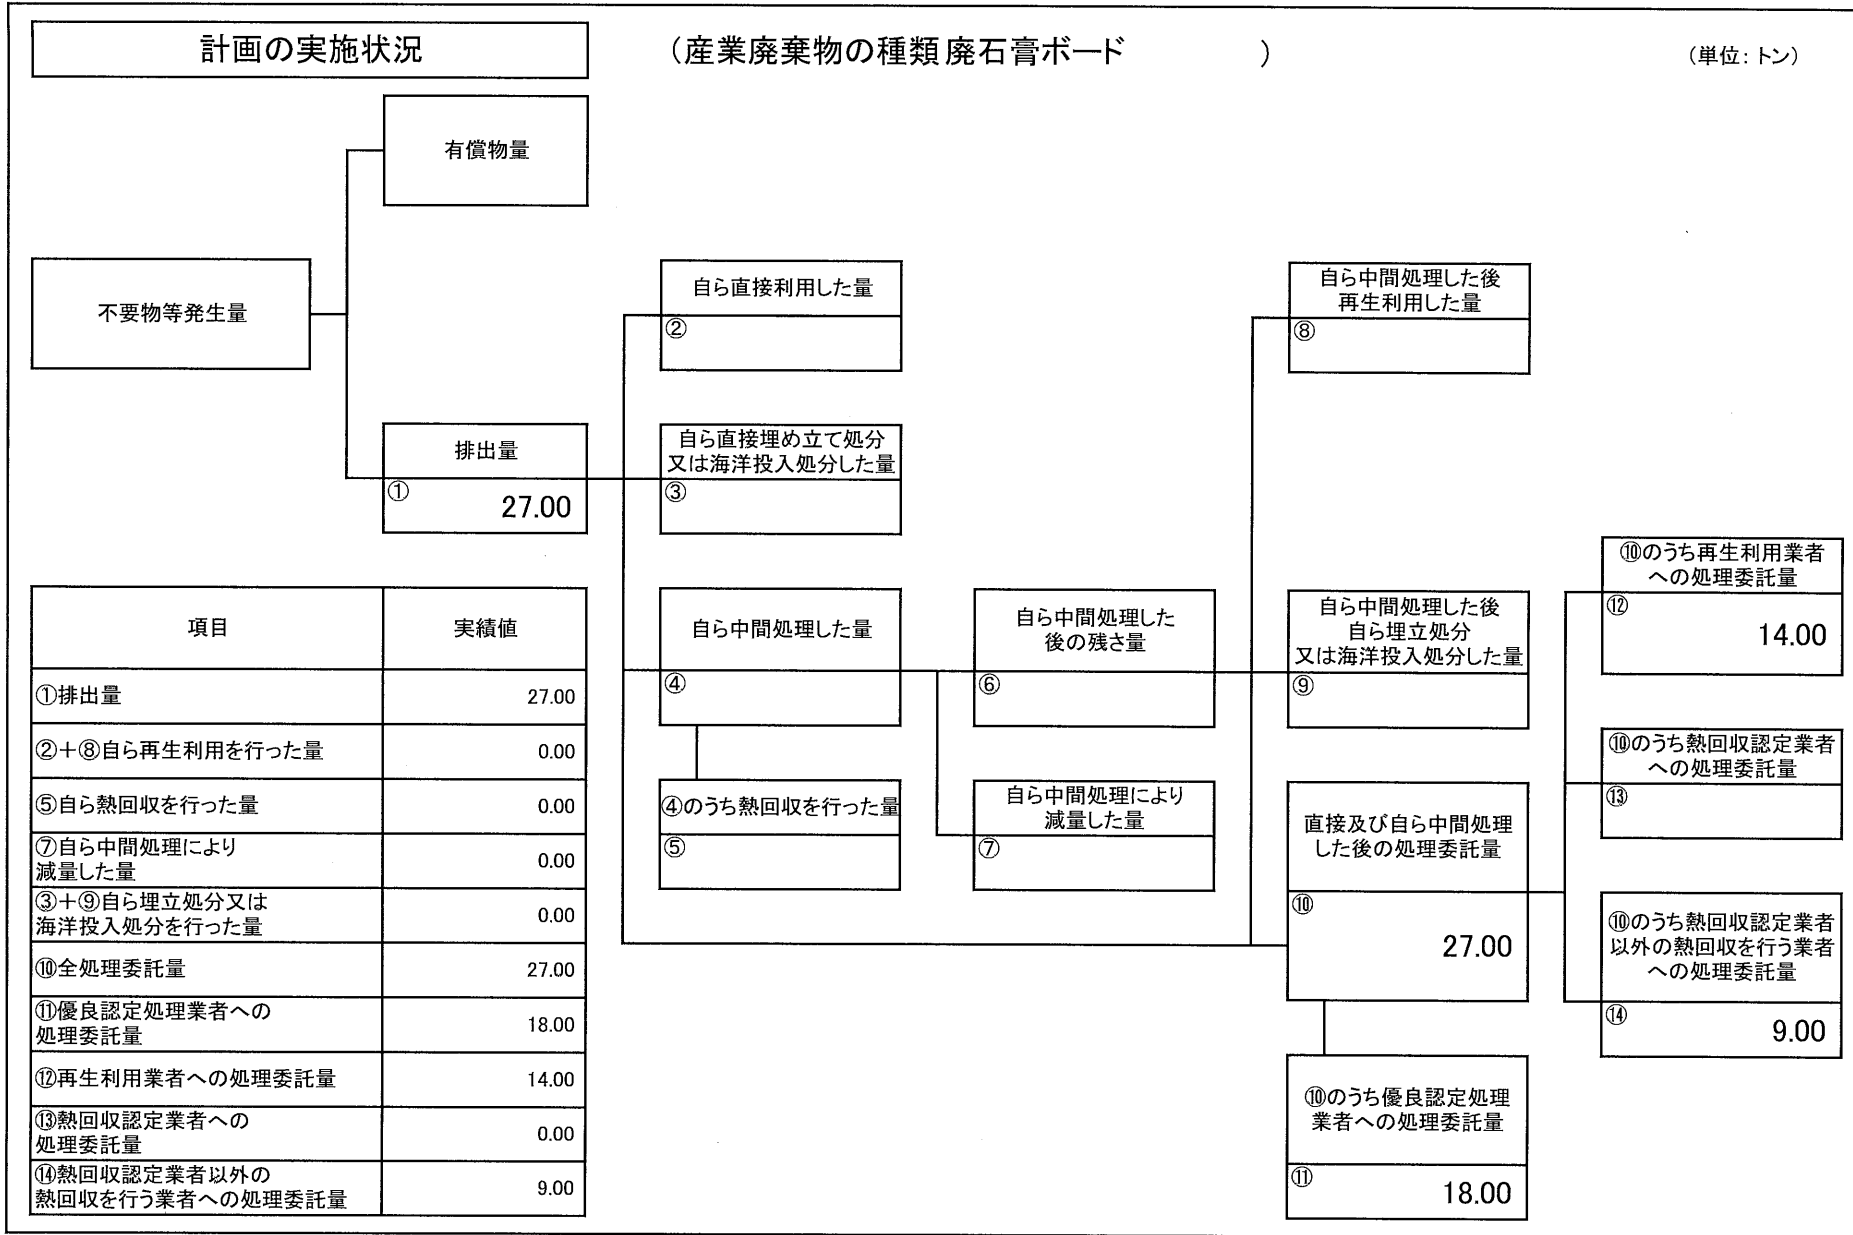 計画の実施状況
（産業廃棄物の種類 廃石膏ボード ）
（単位：トン）
有償物量
不要物等発生量
自ら直接利用した量
②
自ら中間処理した後
再生利用した量
⑧
排出量
①
27.00
自ら直接埋め立て処分
又は海洋投入処分した量
③
項目
実績値
①排出量
27.00
②＋⑧自ら再生利用を行った量
0.00
⑤自ら熱回収を行った量
0.00
⑦自ら中間処理により
減量した量
0.00
③＋⑨自ら埋立処分又は
海洋投入処分を行った量
0.00
⑩全処理委託量
27.00
⑪優良認定処理業者への
処理委託量
18.00
⑫再生利用業者への処理委託量
14.00
⑬熱回収認定業者への
処理委託量
0.00
⑭熱回収認定業者以外の
熱回収を行う業者への処理委託量
9.00
自ら中間処理した量
④
④のうち熱回収を行った量
⑤
自ら中間処理した
後の残さ量
⑥
自ら中間処理により
減量した量
⑦
自ら中間処理した後
自ら埋立処分
又は海洋投入処分した量
⑨
直接及び自ら中間処理
した後の処理委託量
⑩
27.00
⑩のうち優良認定処理
業者への処理委託量
⑪
18.00
⑩のうち再生利用業者
への処理委託量
⑫
14.00
⑩のうち熱回収認定業者
への処理委託量
⑬
⑩のうち熱回収認定業者
以外の熱回収を行う業者
への処理委託量
⑭
9.00